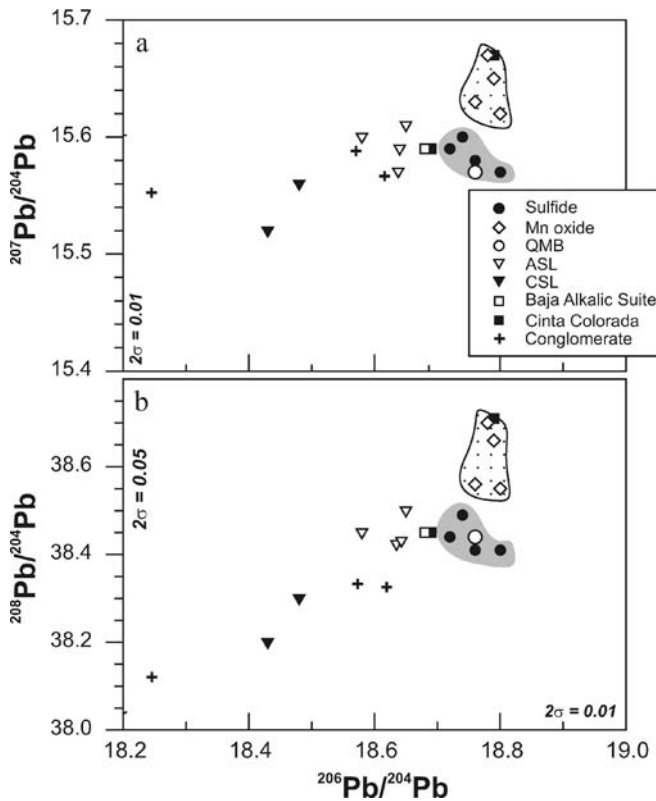 15.7
a
15.6
15.5
15.4
²⁰⁷Pb/²⁰⁴Pb
2σ = 0.01
Sulfide
Mn oxide
QMB
ASL
CSL
Baja Alkalic Suite
Cinta Colorada
Conglomerate
b
38.6
38.4
38.2
38.0
²⁰⁸Pb/²⁰⁴Pb
2σ = 0.05
2σ = 0.01
18.2 18.4 18.6 18.8 19.0
²⁰⁶Pb/²⁰⁴Pb